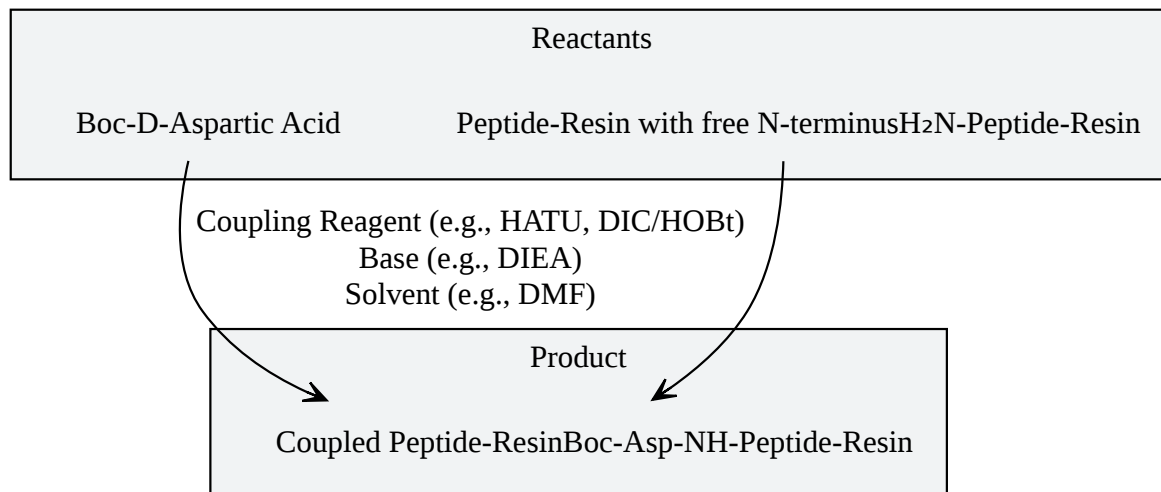 Reactants
Boc-D-Aspartic Acid
Peptide-Resin with free N-terminusH₂N-Peptide-Resin
Coupling Reagent (e.g., HATU, DIC/HOBt)
Base (e.g., DIEA)
Solvent (e.g., DMF)
Product
Coupled Peptide-ResinBoc-Asp-NH-Peptide-Resin